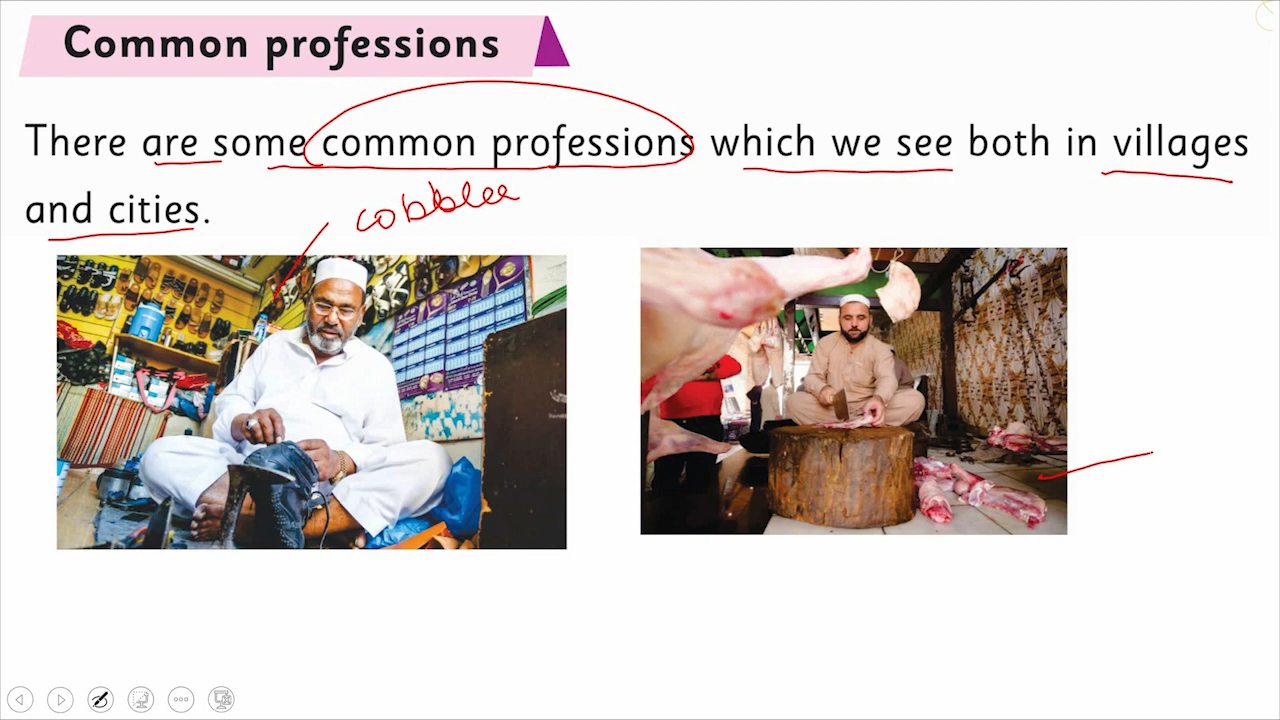 Common professions
There are some common professions which we see both in villages
and cities.
cobbler